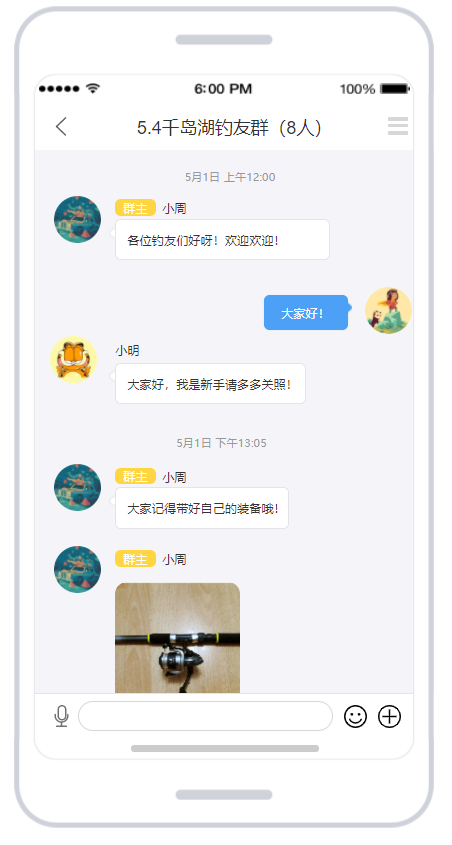 6:00 PM
100%
5.4千岛湖钓友群（8人）
5月1日 上午12:00
群主 小周
各位钓友们好呀！欢迎欢迎！
大家好！
小明
大家好，我是新手请多多关照！
5月1日 下午13:05
群主 小周
大家记得带好自己的装备哦！
群主 小周